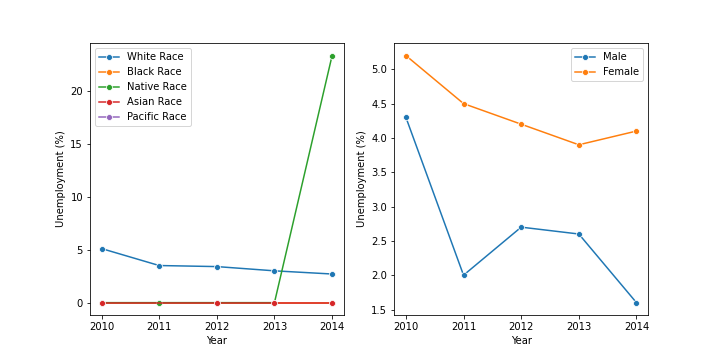 White Race
Black Race
Native Race
Asian Race
Pacific Race
Unemployment (%)
20
15
10
5
0
2010 2011 2012 2013 2014
Year
Male
Female
Unemployment (%)
5.0
4.5
4.0
3.5
3.0
2.5
2.0
1.5
2010 2011 2012 2013 2014
Year